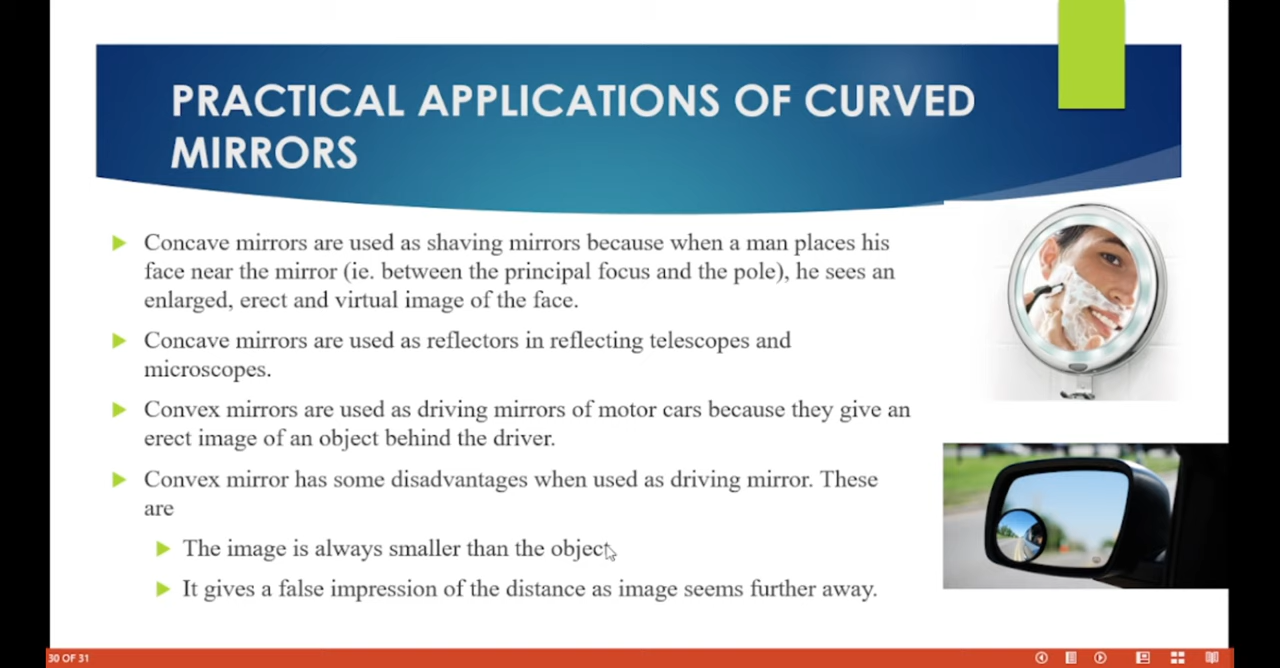 PRACTICAL APPLICATIONS OF CURVED
MIRRORS
Concave mirrors are used as shaving mirrors because when a man places his
face near the mirror (ie. between the principal focus and the pole), he sees an
enlarged, erect and virtual image of the face.
Concave mirrors are used as reflectors in reflecting telescopes and
microscopes.
Convex mirrors are used as driving mirrors of motor cars because they give an
erect image of an object behind the driver.
Convex mirror has some disadvantages when used as driving mirror. These
are
The image is always smaller than the object.
It gives a false impression of the distance as image seems further away.
30 OF 31